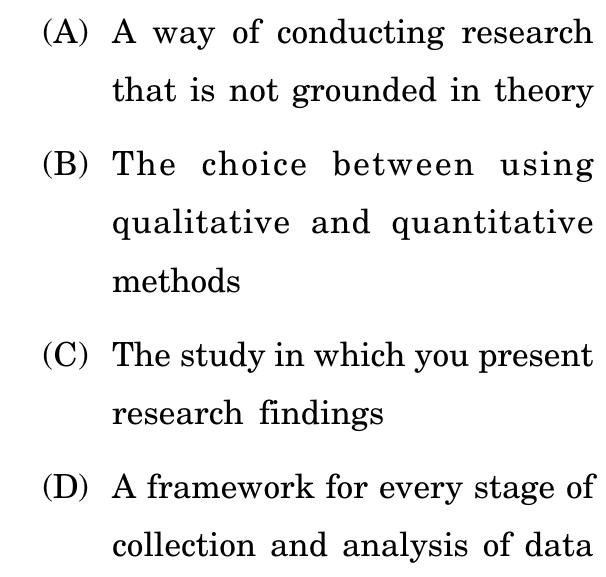 (A) A way of conducting research
that is not grounded in theory
(B) The choice between using
qualitative and quantitative
methods
(C) The study in which you present
research findings
(D) A framework for every stage of
collection and analysis of data